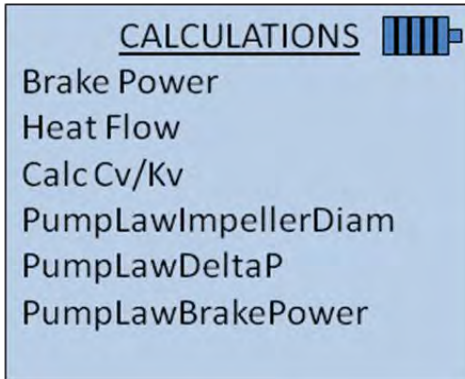 CALCULATIONS
Brake Power
Heat Flow
Calc Cv/Kv
PumpLawImpellerDiam
PumpLawDeltaP
PumpLawBrakePower